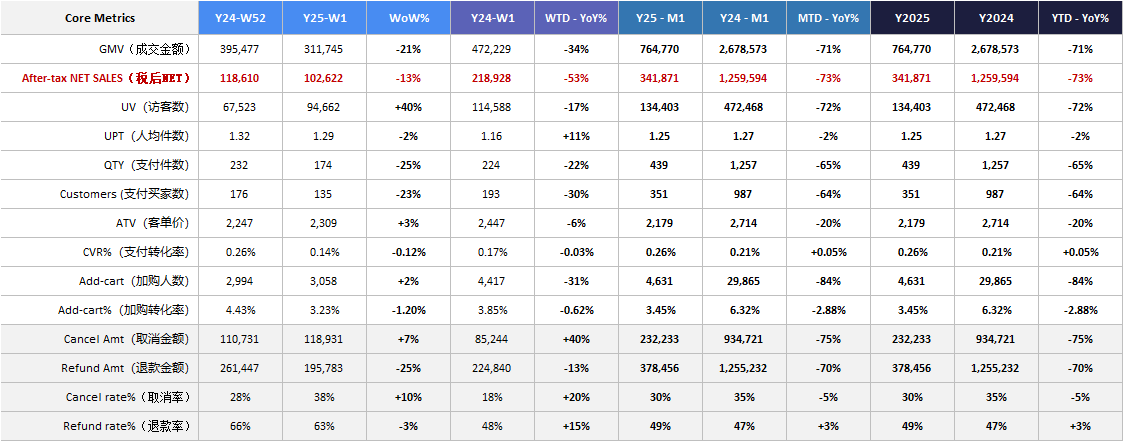 Core Metrics Y24-W52 Y25-W1 WoW% Y24-W1 WTD - YoY% Y25 - M1 Y24 - M1 MTD - YoY% Y2025 Y2024 YTD - YoY%
GMV（成交金额） 395,477 311,745 -21% 472,229 -34% 764,770 2,678,573 -71% 764,770 2,678,573 -71%
After-tax NET SALES（税后NET） 118,610 102,622 -13% 218,928 -53% 341,871 1,259,594 -73% 341,871 1,259,594 -73%
UV（访客数） 67,523 94,662 +40% 114,588 -17% 134,403 472,468 -72% 134,403 472,468 -72%
UPT（人均件数） 1.32 1.29 -2% 1.16 +11% 1.25 1.27 -2% 1.25 1.27 -2%
QTY（支付件数） 232 174 -25% 224 -22% 439 1,257 -65% 439 1,257 -65%
Customers (支付买家数） 176 135 -23% 193 -30% 351 987 -64% 351 987 -64%
ATV（客单价） 2,247 2,309 +3% 2,447 -6% 2,179 2,714 -20% 2,179 2,714 -20%
CVR%（支付转化率） 0.26% 0.14% -0.12% 0.17% -0.03% 0.26% 0.21% +0.05% 0.26% 0.21% +0.05%
Add-cart（加购人数） 2,994 3,058 +2% 4,417 -31% 4,631 29,865 -84% 4,631 29,865 -84%
Add-cart%（加购转化率） 4.43% 3.23% -1.20% 3.85% -0.62% 3.45% 6.32% -2.88% 3.45% 6.32% -2.88%
Cancel Amt（取消金额） 110,731 118,931 +7% 85,244 +40% 232,233 934,721 -75% 232,233 934,721 -75%
Refund Amt（退款金额） 261,447 195,783 -25% 224,840 -13% 378,456 1,255,232 -70% 378,456 1,255,232 -70%
Cancel rate%（取消率） 28% 38% +10% 18% +20% 30% 35% -5% 30% 35% -5%
Refund rate%（退款率） 66% 63% -3% 48% +15% 49% 47% +3% 49% 47% +3%